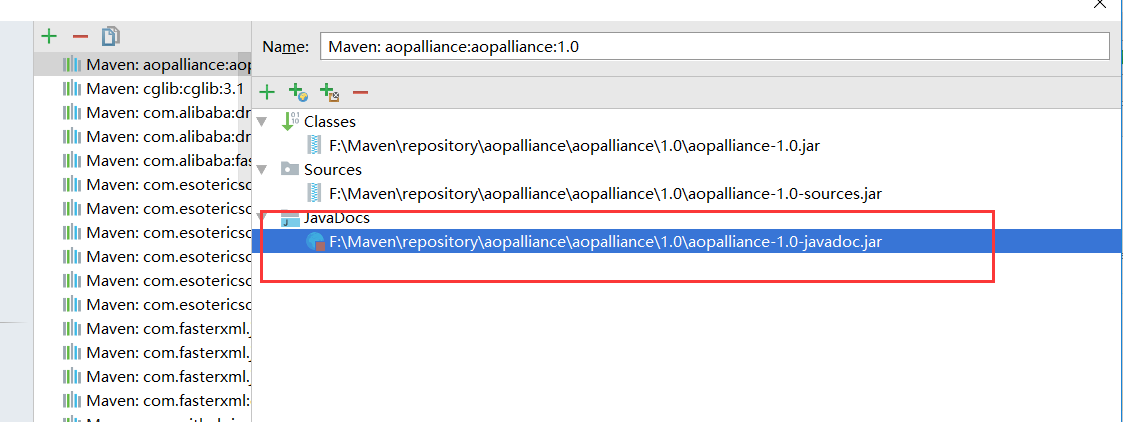 Maven: aopalliance:aop
Maven: cglib:cglib:3.1
Maven: com.alibaba:dr
Maven: com.alibaba:dr
Maven: com.alibaba:fas
Maven: com.esotericsc
Maven: com.esotericsc
Maven: com.esotericsc
Maven: com.esotericsc
Maven: com.esotericsc
Maven: com.esotericsc
Maven: com.fasterxml.
Maven: com.fasterxml.
Maven: com.fasterxml.
Maven: com.fasterxml:
Name: Maven: aopalliance:aopalliance:1.0
Classes
F:\Maven\repository\aopalliance\aopalliance\1.0\aopalliance-1.0.jar
Sources
F:\Maven\repository\aopalliance\aopalliance\1.0\aopalliance-1.0-sources.jar
JavaDocs
F:\Maven\repository\aopalliance\aopalliance\1.0\aopalliance-1.0-javadoc.jar